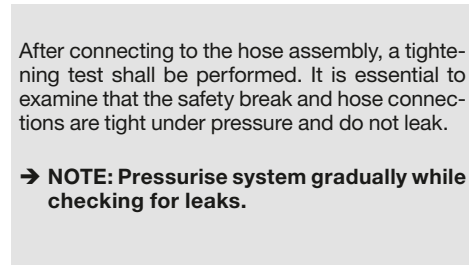 After connecting to the hose assembly, a tighte-
ning test shall be performed. It is essential to
examine that the safety break and hose connec-
tions are tight under pressure and do not leak.
➔ NOTE: Pressurise system gradually while
checking for leaks.